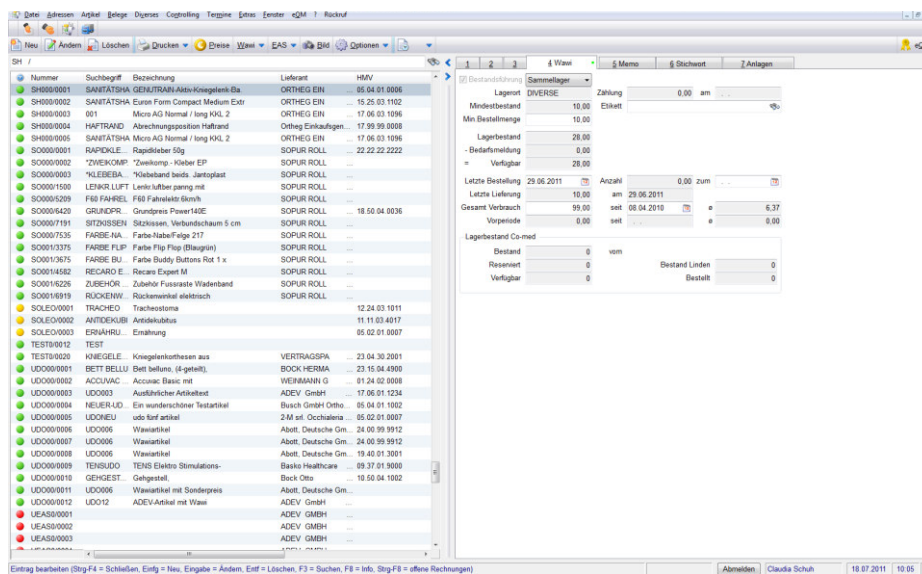 Datei Adressen Artikel Belege Diverses Controlling Termine Extras Fenster eQM ? Rückruf
Neu Ändern Löschen Drucken Preise Wawi EAS Bild Optionen
SH /
1 2 3 4 Wawi 5 Memo 6 Stichwort 7 Anlagen
Nummer Suchbegriff Bezeichnung Lieferant HMV
SH000/0001 SANITÄTSHA GENUTRAIN-Aktiv-Kniegelenk-Ba. ORTHEG EIN ... 05.04.01.0006
SH000/0002 SANITÄTSHA Euron Form Compact Medium Extr ORTHEG EIN ... 15.25.03.1102
SH000/0003 001 Micro AG Normal / long KKL 2 ORTHEG EIN ... 17.06.03.1096
SH000/0004 HAFTRAND Abrechnungsposition Haftrand Ortheg Einkaufsgen... 17.99.99.0008
SH000/0005 SANITÄTSHA Micro AG Normal / long KKL 2 ORTHEG EIN ... 17.06.03.1096
SO000/0001 RAPIDKLE... Rapidkleber 50g SOPUR ROLL ... 22.22.22.2222
SO000/0002 *ZWEIKOMP. *Zweikomp.- Kleber EP SOPUR ROLL ...
SO000/0003 *KLEBEBA... *Klebeband beids. Jantoplast SOPUR ROLL ...
SO000/1500 LENKR.LUFT Lenkr.luftber.panng.mit SOPUR ROLL ...
SO000/5209 F60 FAHREL F60 Fahrelektr.6km/h SOPUR ROLL ...
SO000/6420 GRUNDPR... Grundpreis Power140E SOPUR ROLL ... 18.50.04.0036
SO000/7191 SITZKISSEN Sitzkissen, Verbundschaum 5 cm SOPUR ROLL ...
SO000/7535 FARBE-NA... Farbe-Nabe/Felge 217 SOPUR ROLL ...
SO001/3375 FARBE FLIP Farbe Flip Flop (Blaugrün) SOPUR ROLL ...
SO001/3675 FARBE BU... Farbe Buddy Buttons Rot 1 x SOPUR ROLL ...
SO001/4582 RECARO E... Recaro Expert M SOPUR ROLL ...
SO001/6226 ZUBEHÖR ... Zubehör Fussraste Wadenband SOPUR ROLL ...
SO001/6919 RÜCKENW... Rückenwinkel elektrisch SOPUR ROLL ...
SOLEO/0001 TRACHEO Tracheostoma 12.24.03.1011
SOLEO/0002 ANTIDEKUBI Antidekubitus 11.11.03.4017
SOLEO/0003 ERNÄHRU... Ernährung 05.02.01.0007
TEST0/0012 TEST
TEST0/0020 KNIEGELE... Kniegelenkorthesen aus VERTRAGSPA ... 23.04.30.2001
UDO00/0001 BETT BELLU Bett belluno, (4-geteilt), BOCK HERMA ... 23.15.04.4900
UDO00/0002 ACCUVAC ... Accuvac Basic mit WEINMANN G ... 01.24.02.0008
UDO00/0003 UDO003 Ausführlicher Artikeltext ADEV GmbH ... 17.06.01.1234
UDO00/0004 NEUER-UD... Ein wunderschöner Testartikel Busch GmbH Ortho... 05.04.01.1002
UDO00/0005 UDONEU udo fünf artikel 2-M srl. Occhialeria ... 05.02.01.0007
UDO00/0006 UDO006 Wawiartikel Abott, Deutsche Gm... 24.00.99.9912
UDO00/0007 UDO006 Wawiartikel Abott, Deutsche Gm... 24.00.99.9912
UDO00/0008 UDO006 Wawiartikel Abott, Deutsche Gm... 19.40.01.3001
UDO00/0009 TENSUDO TENS Elektro Stimulations- Basko Healthcare ... 09.37.01.9000
UDO00/0010 GEHGEST... Gehgestell, Bock Otto ... 10.50.04.1002
UDO00/0011 UDO006 Wawiartikel mit Sonderpreis Abott, Deutsche Gm...
UDO00/0012 UDO12 ADEV-Artikel mit Wawi ADEV GmbH ...
UEAS0/0001 ADEV GMBH ...
UEAS0/0002 ADEV GMBH ...
UEAS0/0003 ADEV GMBH ...
Bestandsführung Sammellager
Lagerort DIVERSE Zählung 0,00 am . .
Mindestbestand 10,00 Etikett
Min.Bestellmenge 10,00
Lagerbestand 28,00
- Bedarfsmeldung 0,00
= Verfügbar 28,00
Letzte Bestellung 29.06.2011 Anzahl 0,00 zum . .
Letzte Lieferung 10,00 am 29.06.2011
Gesamt Verbrauch 99,00 seit 08.04.2010 ø 6,37
Vorperiode 0,00 seit . . ø 0,00
Lagerbestand Co-med
Bestand 0 vom
Reserviert 0 Bestand Linden 0
Verfügbar 0 Bestellt 0
Eintrag bearbeiten (Strg-F4 = Schließen, Einfg = Neu, Eingabe = Ändern, Entf = Löschen, F3 = Suchen, F8 = Info, Strg-F8 = offene Rechnungen) Abmelden Claudia Schuh 18.07.2011 10:05